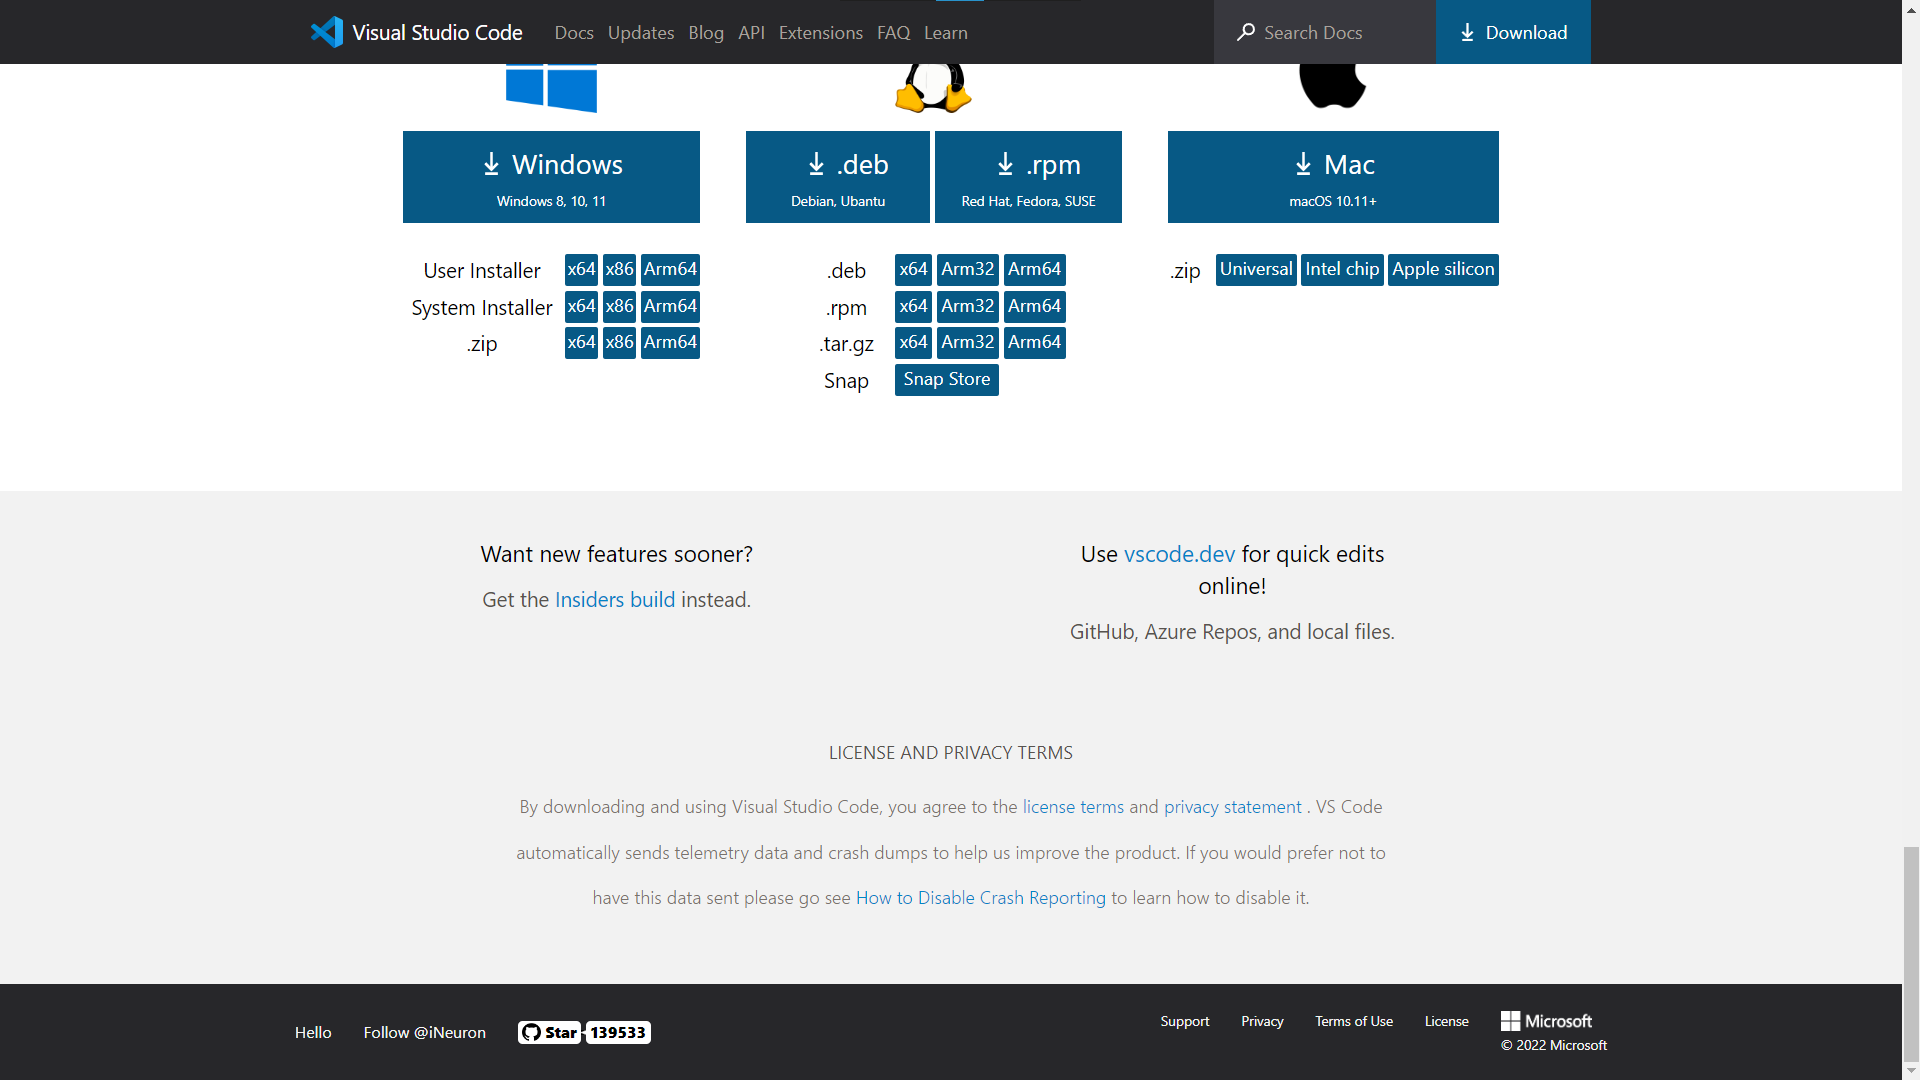 Visual Studio Code Docs Updates Blog API Extensions FAQ Learn Search Docs Download
Windows
Windows 8, 10, 11
.deb
Debian, Ubantu
.rpm
Red Hat, Fedora, SUSE
Mac
macOS 10.11+
User Installer x64 x86 Arm64
System Installer x64 x86 Arm64
.zip x64 x86 Arm64
.deb x64 Arm32 Arm64
.rpm x64 Arm32 Arm64
.tar.gz x64 Arm32 Arm64
Snap Snap Store
.zip Universal Intel chip Apple silicon
Want new features sooner?
Get the Insiders build instead.
Use vscode.dev for quick edits
online!
GitHub, Azure Repos, and local files.
LICENSE AND PRIVACY TERMS
By downloading and using Visual Studio Code, you agree to the license terms and privacy statement . VS Code
automatically sends telemetry data and crash dumps to help us improve the product. If you would prefer not to
have this data sent please go see How to Disable Crash Reporting to learn how to disable it.
Hello Follow @iNeuron Star 139533
Support Privacy Terms of Use License Microsoft
© 2022 Microsoft